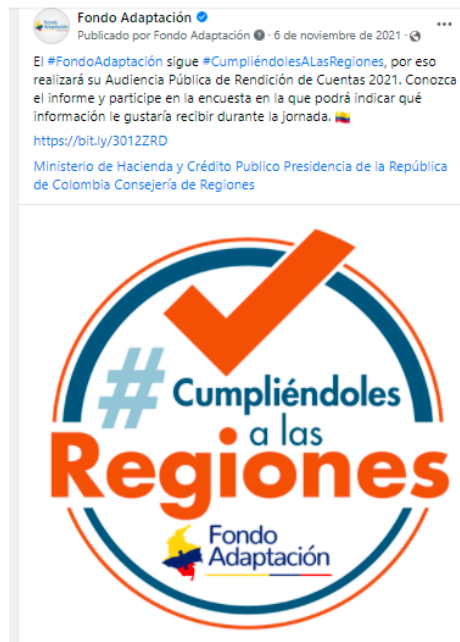 Fondo Adaptación
Publicado por Fondo Adaptación · 6 de noviembre de 2021 ·
El #FondoAdaptación sigue #CumpliéndolesALasRegiones, por eso
realizará su Audiencia Pública de Rendición de Cuentas 2021. Conozca
el informe y participe en la encuesta en la que podrá indicar qué
información le gustaría recibir durante la jornada. 🇨🇴
https://bit.ly/3012ZRD
Ministerio de Hacienda y Crédito Publico Presidencia de la República
de Colombia Consejería de Regiones
# Cumpliéndoles
a las
Regiones
Fondo
Adaptación